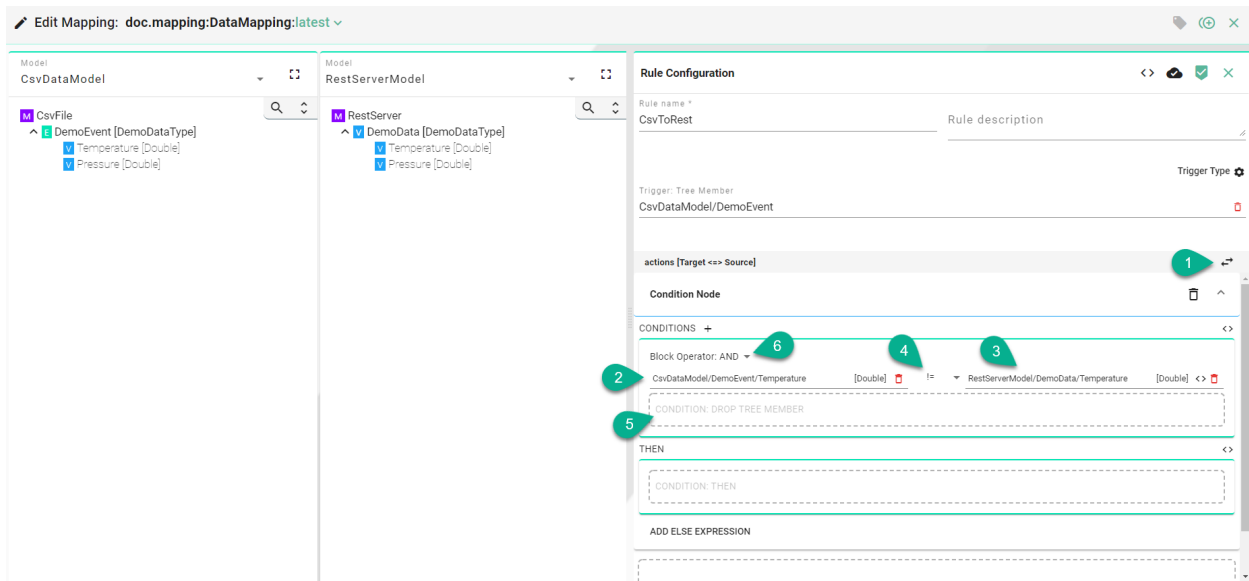 Edit Mapping: doc.mapping:DataMapping:latest
Model
CsvDataModel
M CsvFile
E DemoEvent [DemoDataType]
V Temperature [Double]
V Pressure [Double]
Model
RestServerModel
M RestServer
V DemoData [DemoDataType]
V Temperature [Double]
V Pressure [Double]
Rule Configuration
Rule name *
CsvToRest
Rule description
Trigger Type
Trigger: Tree Member
CsvDataModel/DemoEvent
actions [Target <=> Source]
1
Condition Node
CONDITIONS +
Block Operator: AND
6
4
3
2
CsvDataModel/DemoEvent/Temperature [Double] != RestServerModel/DemoData/Temperature [Double]
CONDITION: DROP TREE MEMBER
5
THEN
CONDITION: THEN
ADD ELSE EXPRESSION